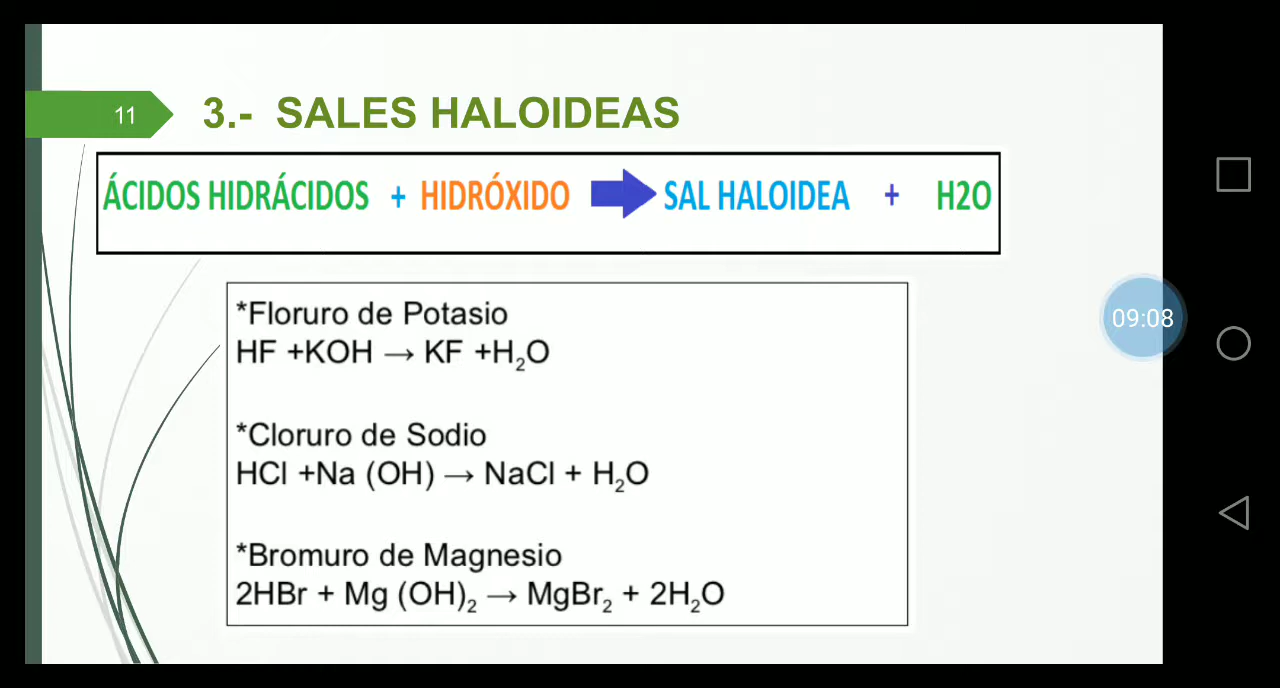 11
3.- SALES HALOIDEAS
ÁCIDOS HIDRÁCIDOS + HIDRÓXIDO SAL HALOIDEA + H2O
*Floruro de Potasio
HF +KOH → KF +H₂O
*Cloruro de Sodio
HCl +Na (OH) → NaCl + H₂O
*Bromuro de Magnesio
2HBr + Mg (OH)₂ → MgBr₂ + 2H₂O
09:08